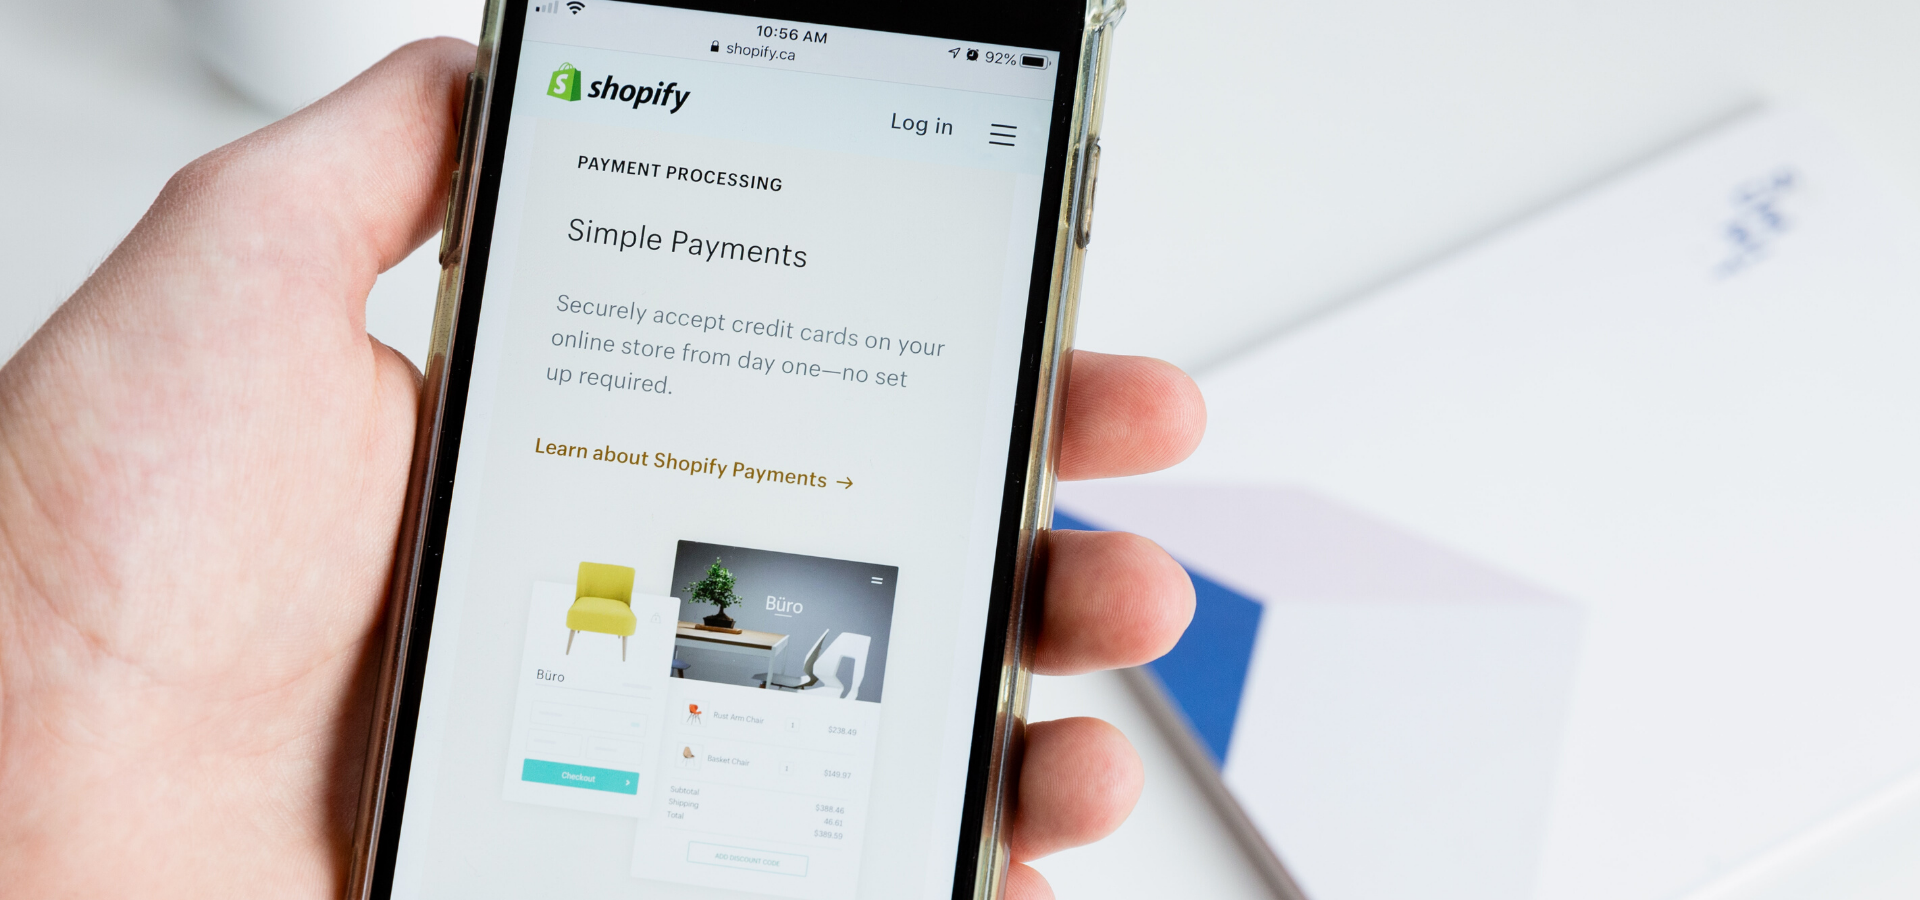 10:56 AM
shopify.ca
92%
shopify
Log in
PAYMENT PROCESSING
Simple Payments
Securely accept credit cards on your
online store from day one—no set
up required.
Learn about Shopify Payments →
Büro
Büro
Rust Arm Chair 1 $238.49
Basket Chair 1 $149.97
Checkout
Subtotal $388.46
Shipping 46.61
Total $389.59
ADD DISCOUNT CODE